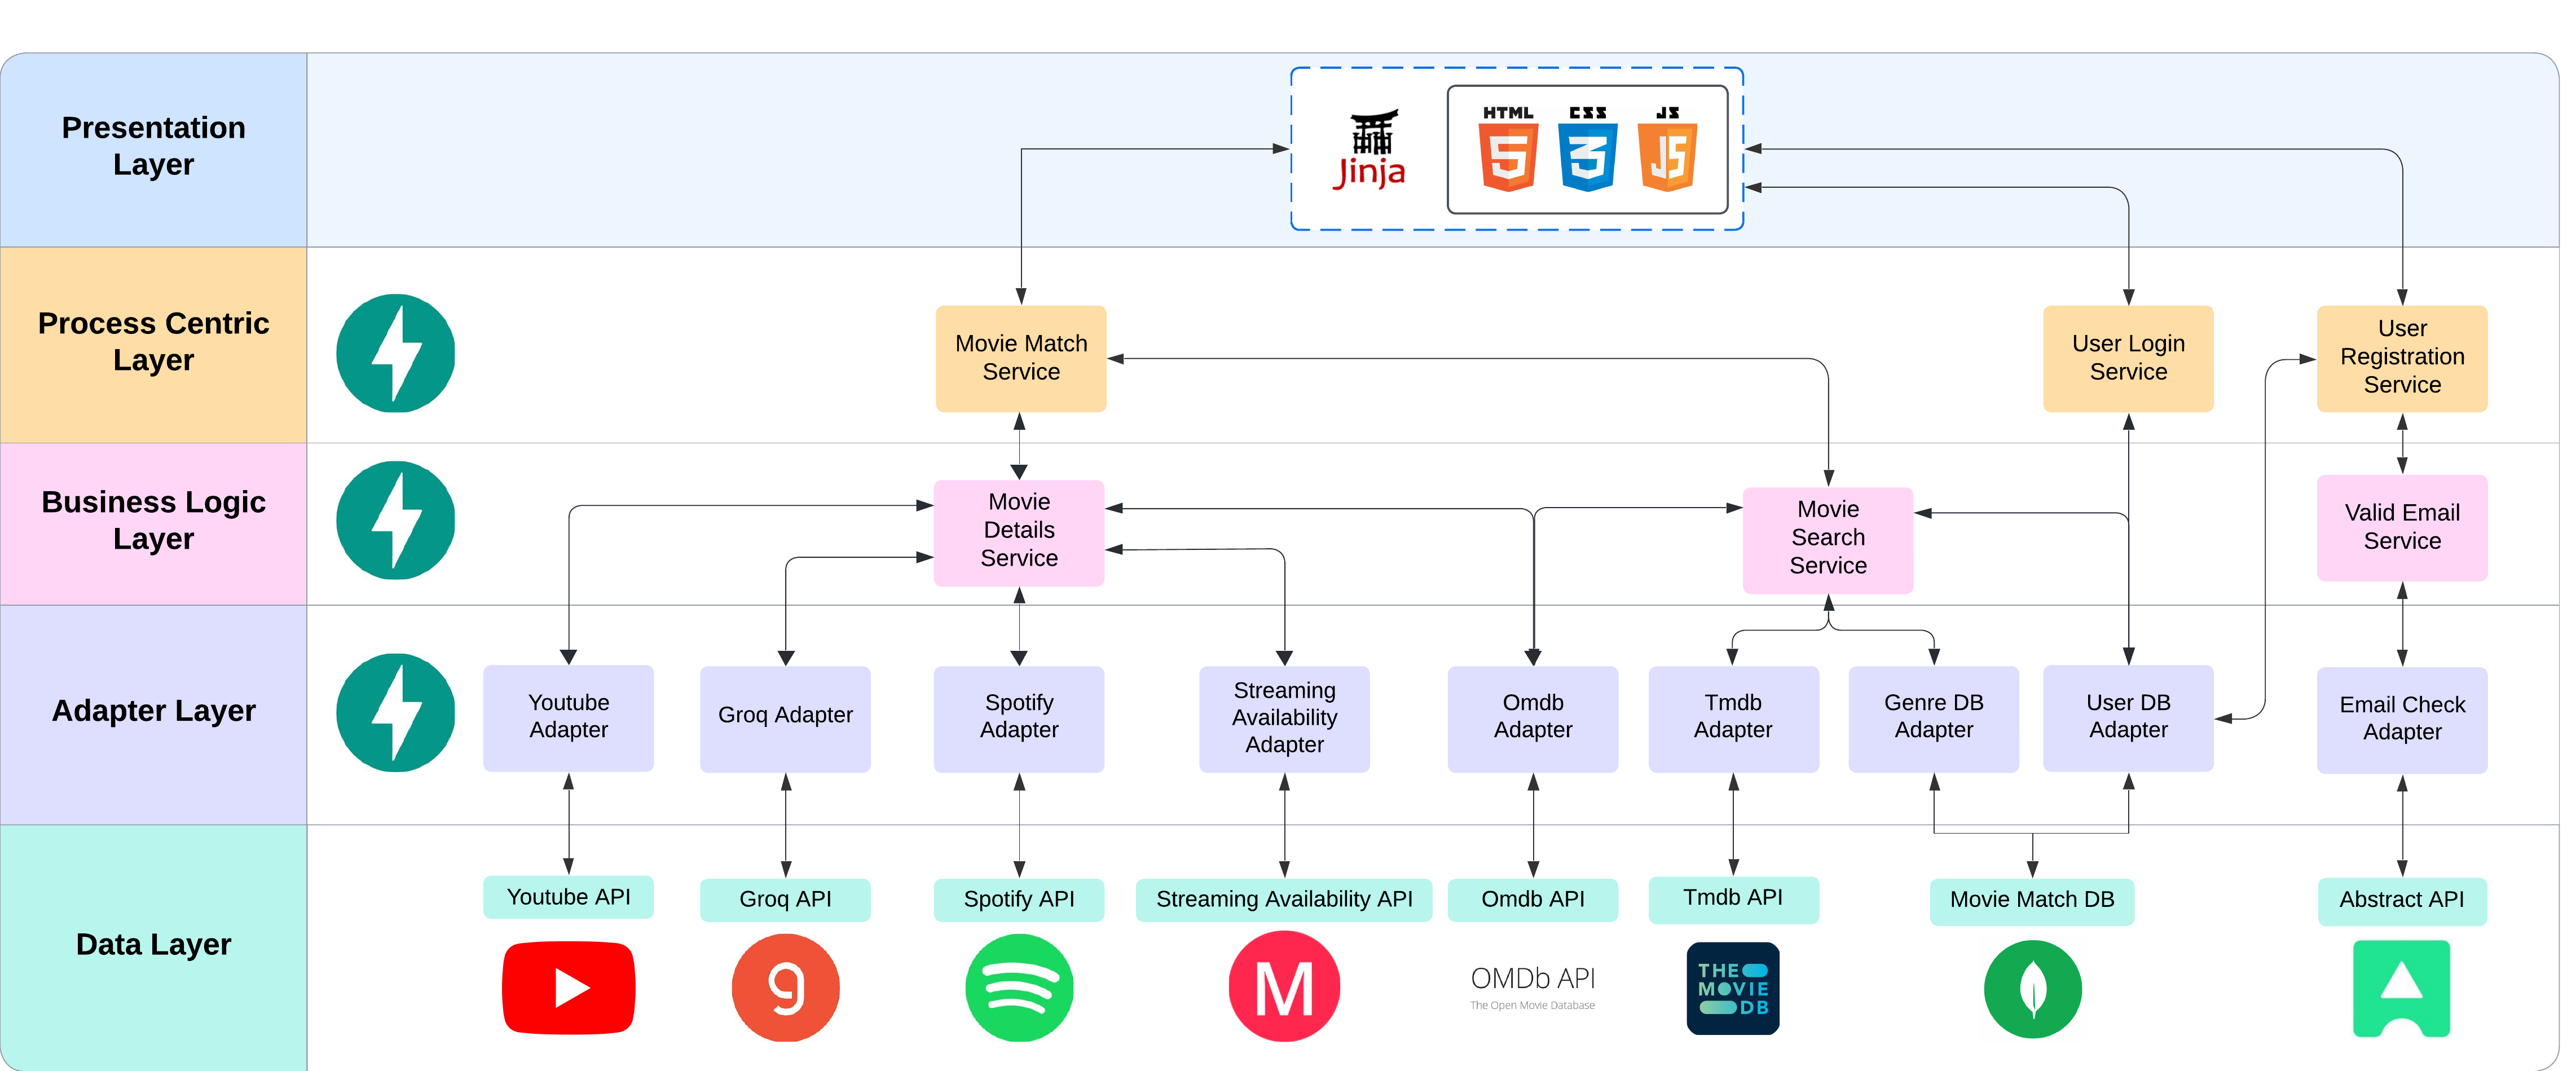 Presentation
Layer
Jinja
HTML
CSS
JS
5
3
JS
Process Centric
Layer
Movie Match
Service
User Login
Service
User
Registration
Service
Business Logic
Layer
Movie
Details
Service
Movie
Search
Service
Valid Email
Service
Adapter Layer
Youtube
Adapter
Groq Adapter
Spotify
Adapter
Streaming
Availability
Adapter
Omdb
Adapter
Tmdb
Adapter
Genre DB
Adapter
User DB
Adapter
Email Check
Adapter
Data Layer
Youtube API
Groq API
Spotify API
Streaming Availability API
Omdb API
Tmdb API
Movie Match DB
Abstract API
g
M
OMDb API
The Open Movie Database
THE
MOVIE
DB